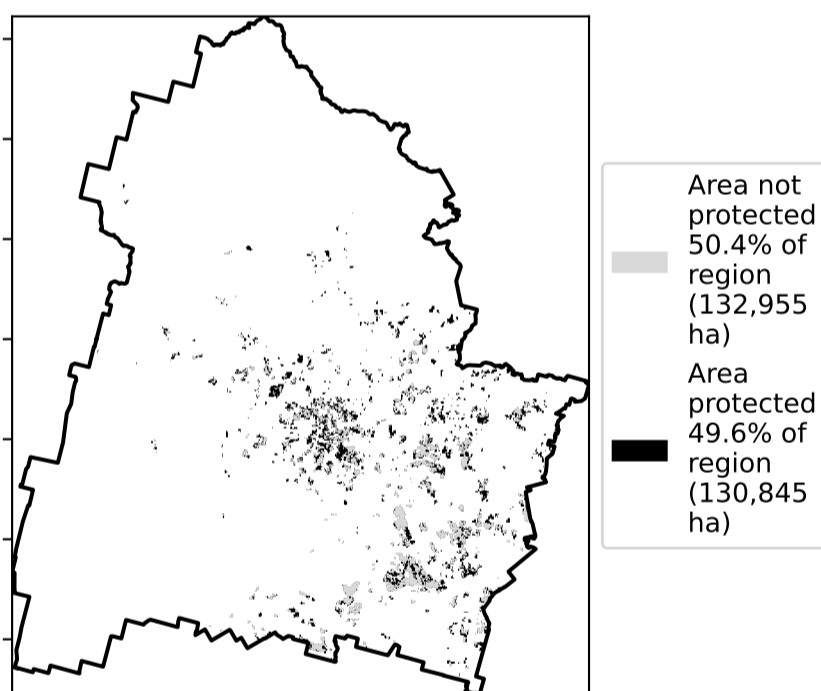 Area not
protected
50.4% of
region
(132,955
ha)
Area
protected
49.6% of
region
(130,845
ha)